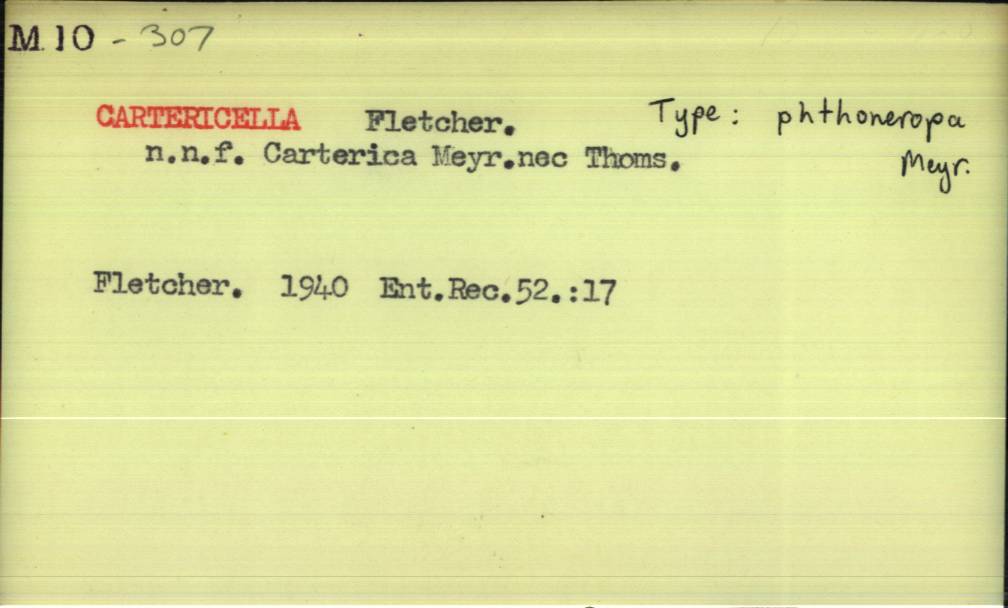 M 10 - 307
CARTERICELLA Fletcher. Type: phthoneropa
n.n.f. Carterica Meyr.nec Thoms. Meyr.
Fletcher. 1940 Ent.Rec.52.:17